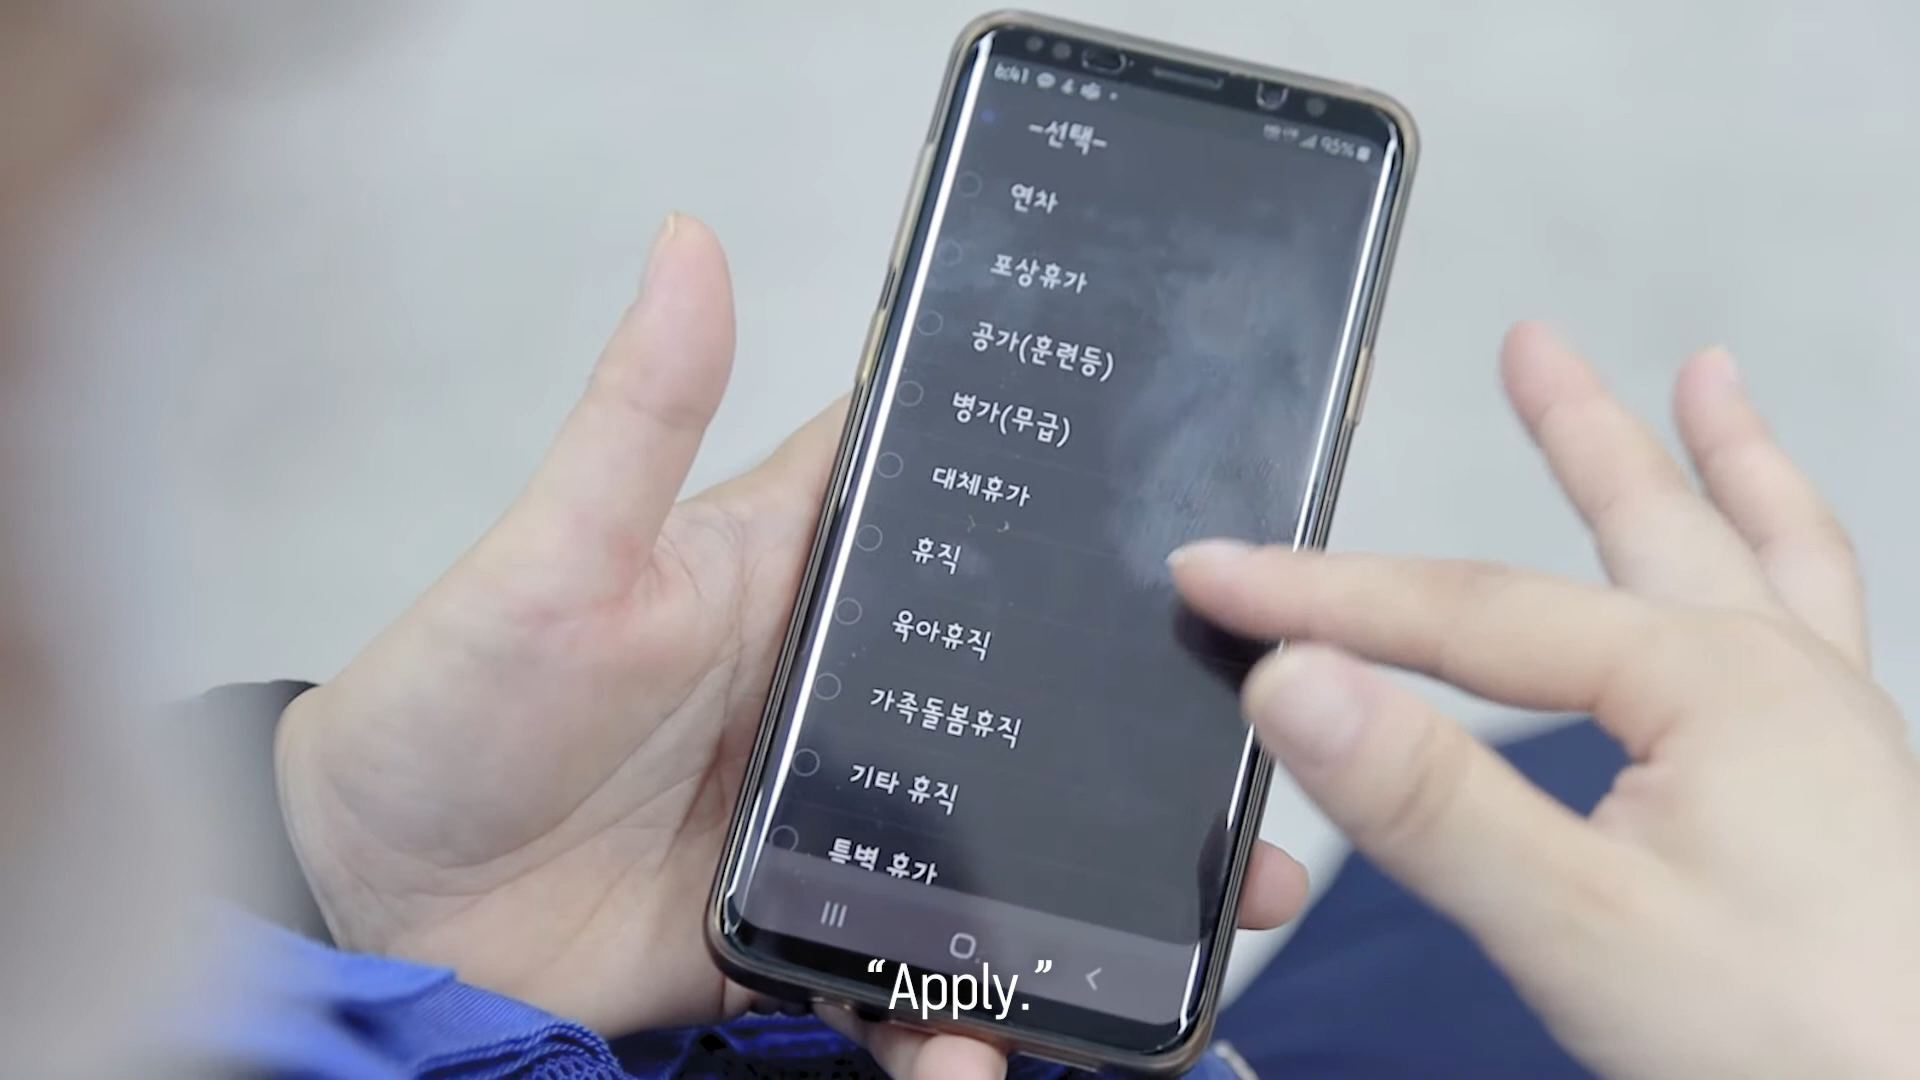 95%
-선택-
연차
포상휴가
공가(훈련등)
병가(무급)
대체휴가
휴직
육아휴직
가족돌봄휴직
기타 휴직
특별 휴가
“Apply.”